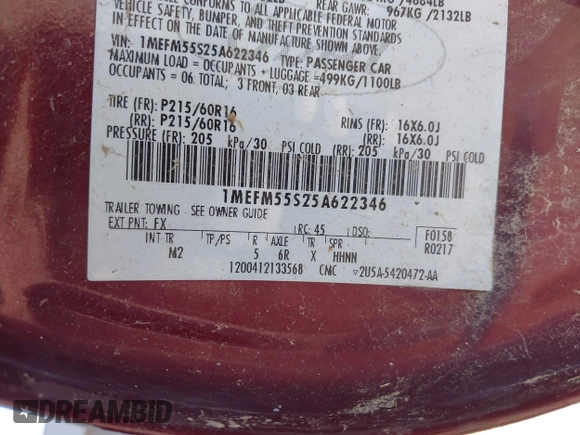 /4664LB
REAR GAWR: 967KG/2132LB
CONFORMS TO ALL APPLICABLE FEDERAL MOTOR
VEHICLE SAFETY, BUMPER, AND THEFT PREVENTION STANDARDS
IN EFFECT ON THE DATE OF MANUFACTURE SHOWN ABOVE.
VIN: 1MEFM55S25A622346 TYPE: PASSENGER CAR
MAXIMUM LOAD = OCCUPANTS + LUGGAGE =499KG/1100LB
OCCUPANTS = 06 TOTAL; 3 FRONT, 03 REAR
TIRE (FR): P215/60R16 RIMS (FR): 16X6.0J
(RR): P215/60R16 (RR): 16X6.0J
PRESSURE (FR): 205 kPa/30 PSI COLD (RR): 205 kPa/30 PSI COLD
1MEFM55S25A622346
TRAILER TOWING - SEE OWNER GUIDE
EXT PNT: FX RC: 45 DSO: F0158
INT TR TP/PS R AXLE TR SPR R0217
M2 5 6R X HHNN
1200412133568 CMC ▽2U5A-5420472-AA
DREAMBID